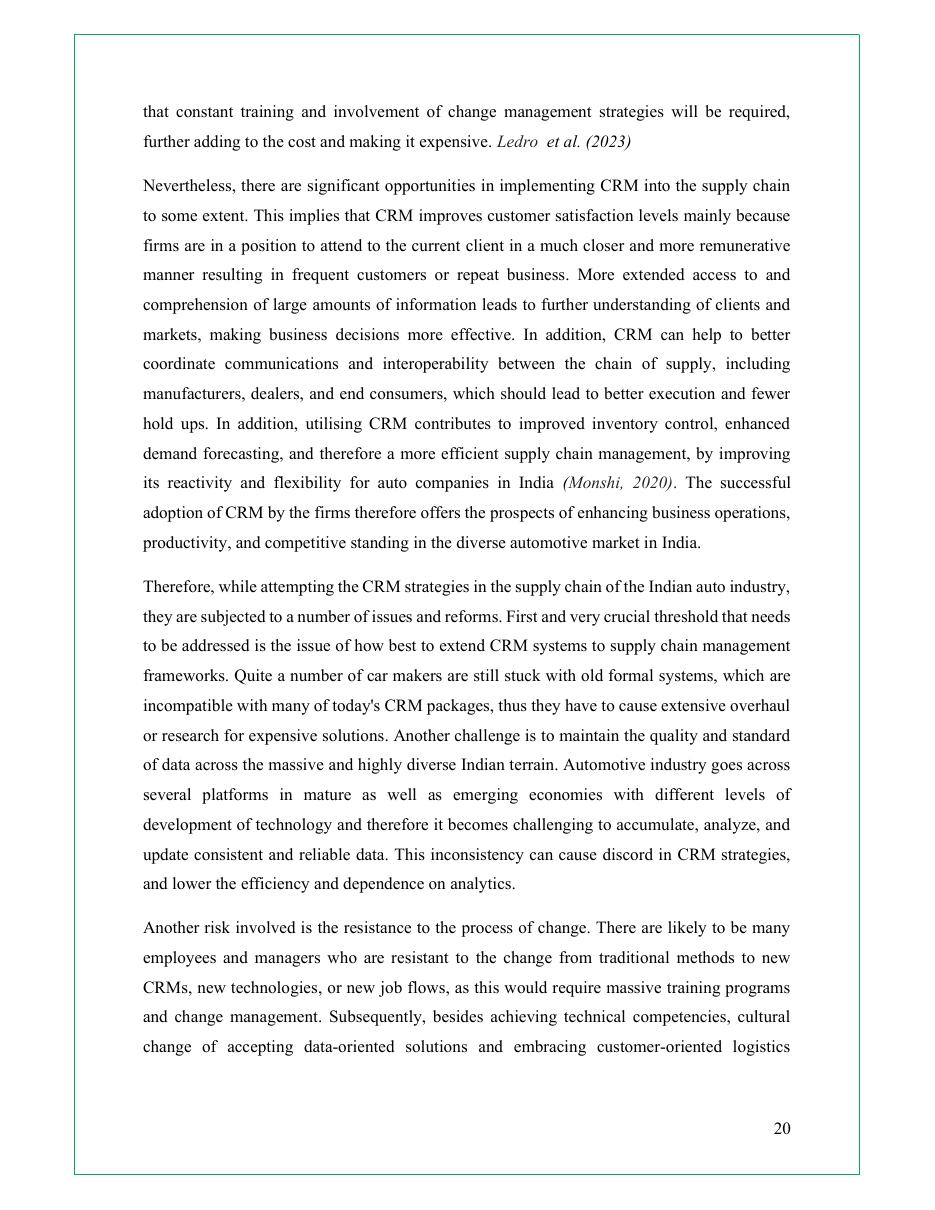 that constant training and involvement of change management strategies will be required,
further adding to the cost and making it expensive. Ledro et al. (2023)
Nevertheless, there are significant opportunities in implementing CRM into the supply chain
to some extent. This implies that CRM improves customer satisfaction levels mainly because
firms are in a position to attend to the current client in a much closer and more remunerative
manner resulting in frequent customers or repeat business. More extended access to and
comprehension of large amounts of information leads to further understanding of clients and
markets, making business decisions more effective. In addition, CRM can help to better
coordinate communications and interoperability between the chain of supply, including
manufacturers, dealers, and end consumers, which should lead to better execution and fewer
hold ups. In addition, utilising CRM contributes to improved inventory control, enhanced
demand forecasting, and therefore a more efficient supply chain management, by improving
its reactivity and flexibility for auto companies in India (Monshi, 2020). The successful
adoption of CRM by the firms therefore offers the prospects of enhancing business operations,
productivity, and competitive standing in the diverse automotive market in India.
Therefore, while attempting the CRM strategies in the supply chain of the Indian auto industry,
they are subjected to a number of issues and reforms. First and very crucial threshold that needs
to be addressed is the issue of how best to extend CRM systems to supply chain management
frameworks. Quite a number of car makers are still stuck with old formal systems, which are
incompatible with many of today's CRM packages, thus they have to cause extensive overhaul
or research for expensive solutions. Another challenge is to maintain the quality and standard
of data across the massive and highly diverse Indian terrain. Automotive industry goes across
several platforms in mature as well as emerging economies with different levels of
development of technology and therefore it becomes challenging to accumulate, analyze, and
update consistent and reliable data. This inconsistency can cause discord in CRM strategies,
and lower the efficiency and dependence on analytics.
Another risk involved is the resistance to the process of change. There are likely to be many
employees and managers who are resistant to the change from traditional methods to new
CRMs, new technologies, or new job flows, as this would require massive training programs
and change management. Subsequently, besides achieving technical competencies, cultural
change of accepting data-oriented solutions and embracing customer-oriented logistics
20